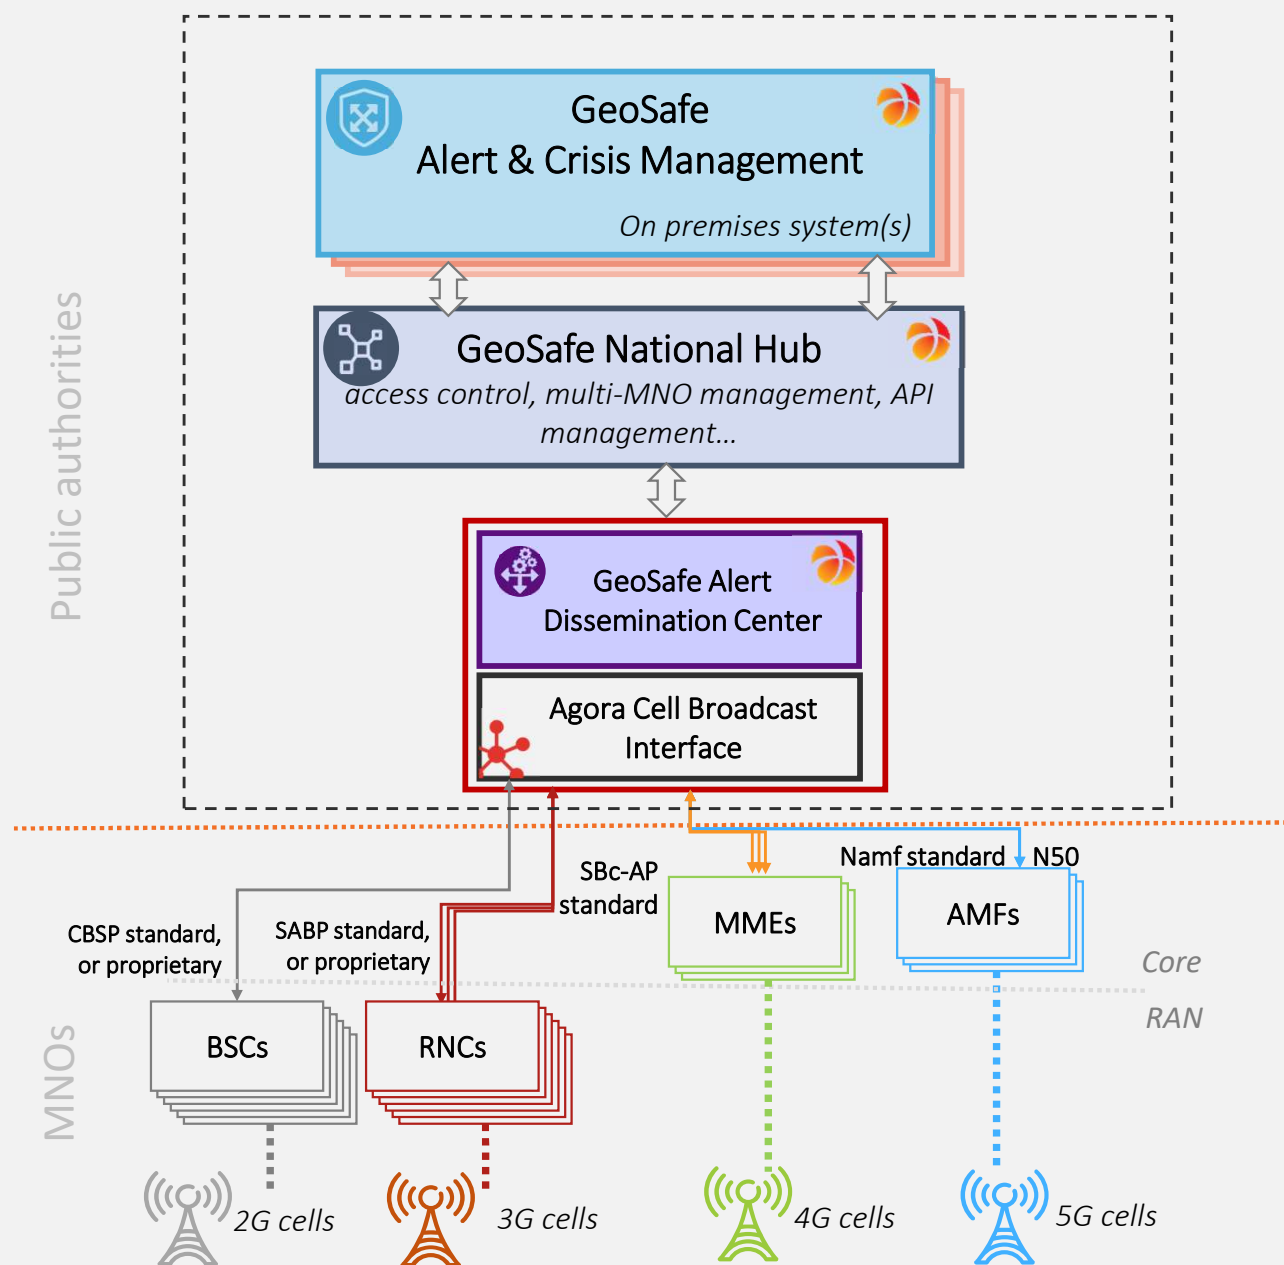 GeoSafe
Alert & Crisis Management
On premises system(s)
GeoSafe National Hub
access control, multi-MNO management, API
management...
Public authorities
GeoSafe Alert
Dissemination Center
Agora Cell Broadcast
Interface
SBc-AP
standard
Namf standard
N50
MMEs
AMFs
CBSP standard,
or proprietary
SABP standard,
or proprietary
Core
RAN
MNOs
BSCs
RNCs
2G cells
3G cells
4G cells
5G cells